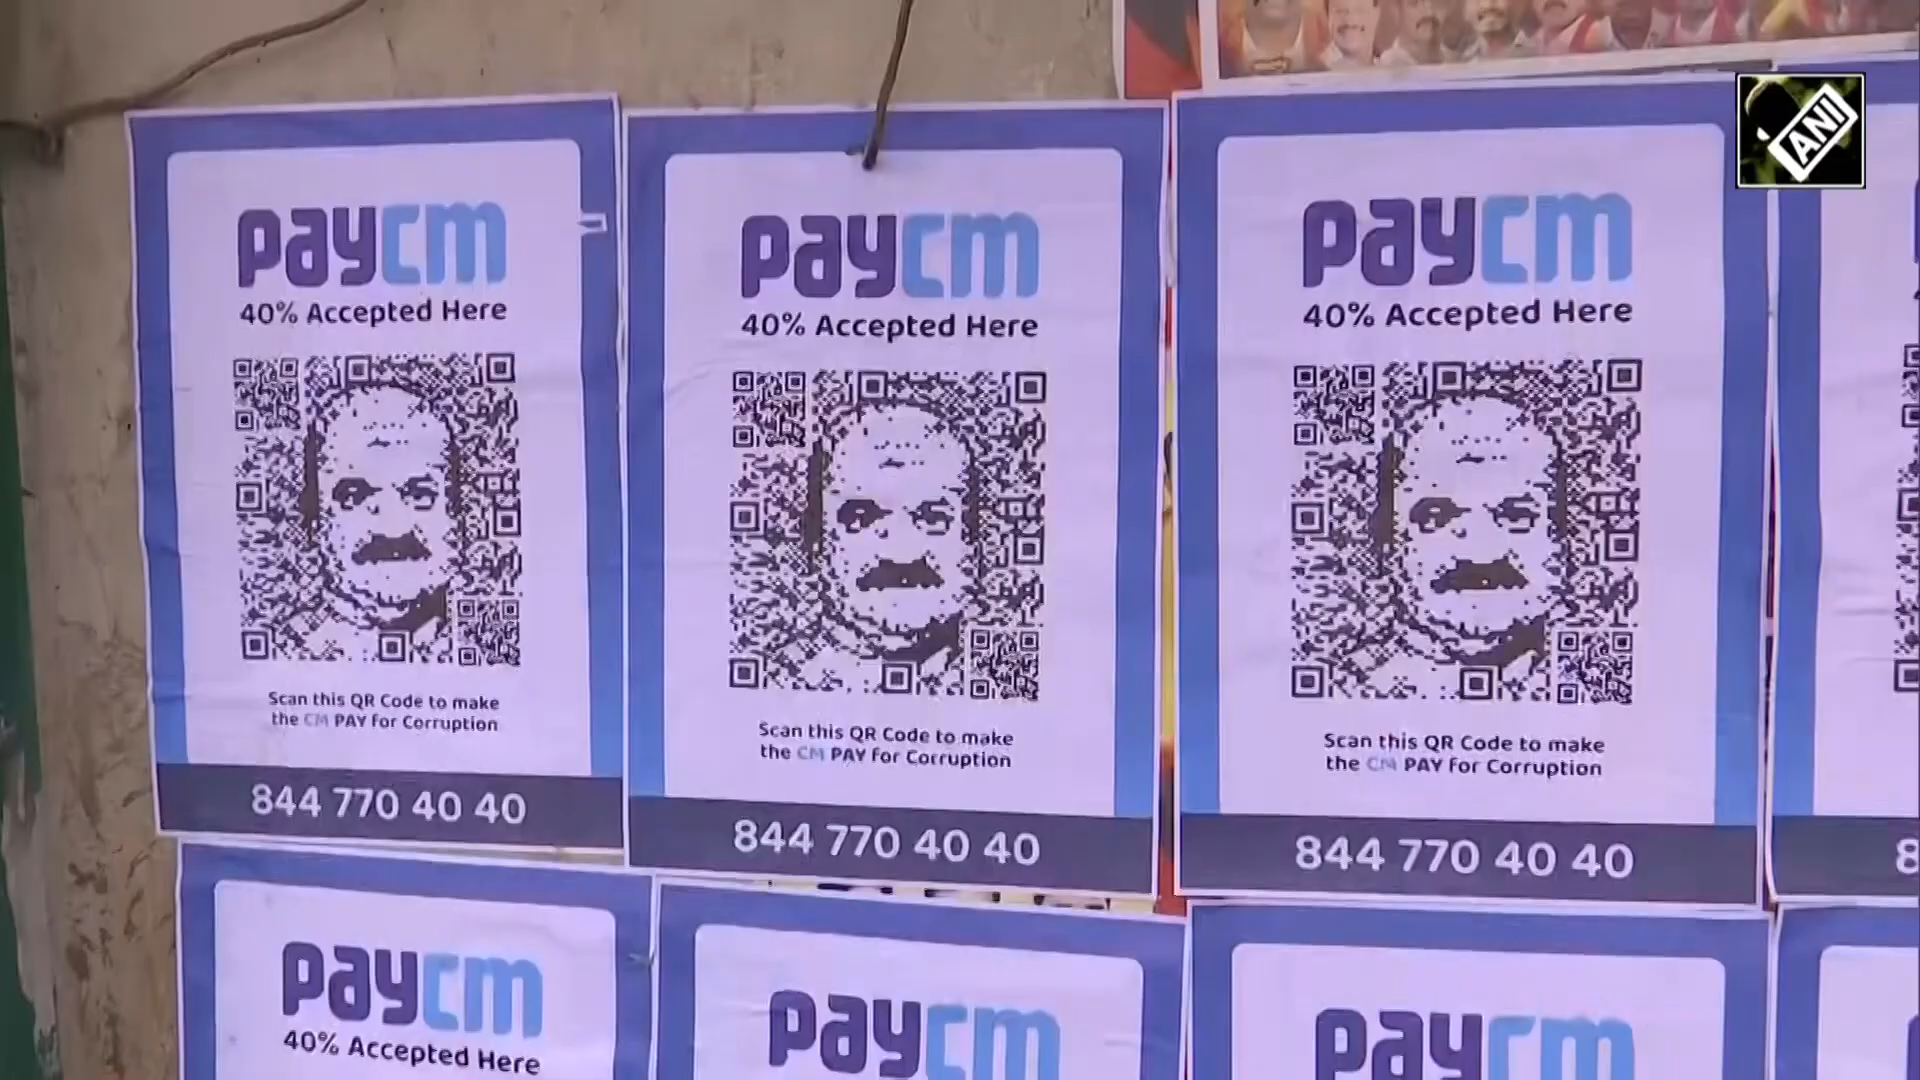 ANI
paycm
40% Accepted Here
Scan this QR Code to make
the CM PAY for Corruption
844 770 40 40
paycm
40% Accepted Here
Scan this QR Code to make
the CM PAY for Corruption
844 770 40 40
paycm
40% Accepted Here
Scan this QR Code to make
the CM PAY for Corruption
844 770 40 40
8
paycm
40% Accepted Here
paycm
paycm